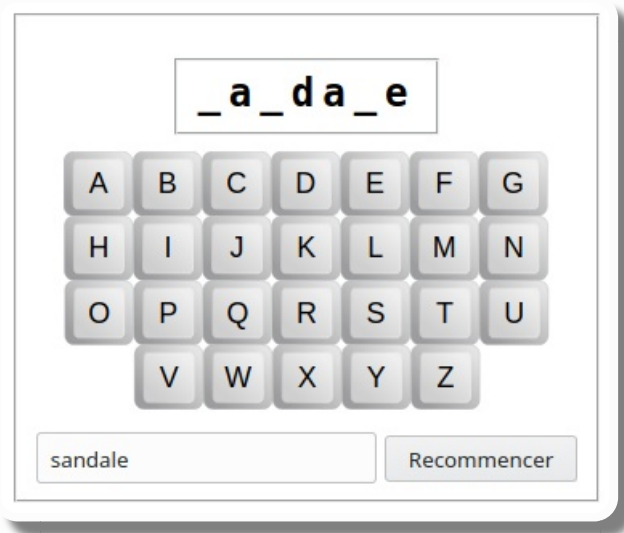 _a_da_e
A B C D E F G
H I J K L M N
O P Q R S T U
V W X Y Z
sandale Recommencer